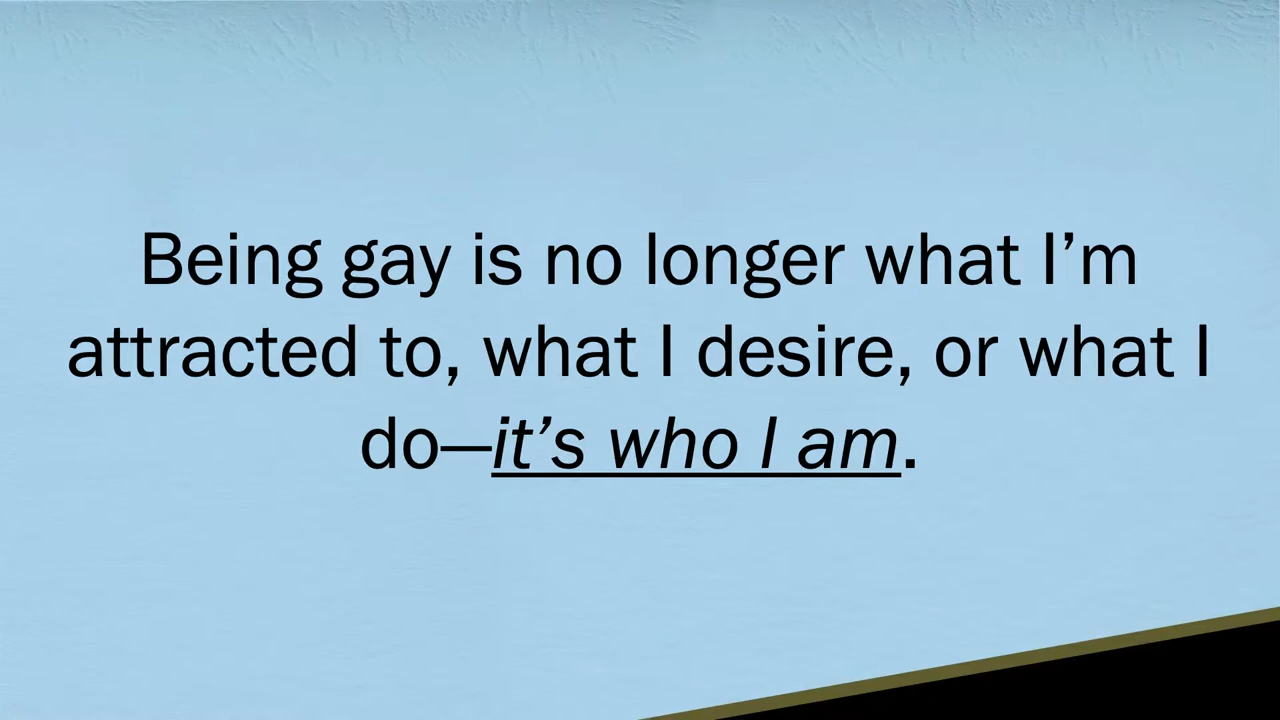 Being gay is no longer what I’m
attracted to, what I desire, or what I
do—it’s who I am.